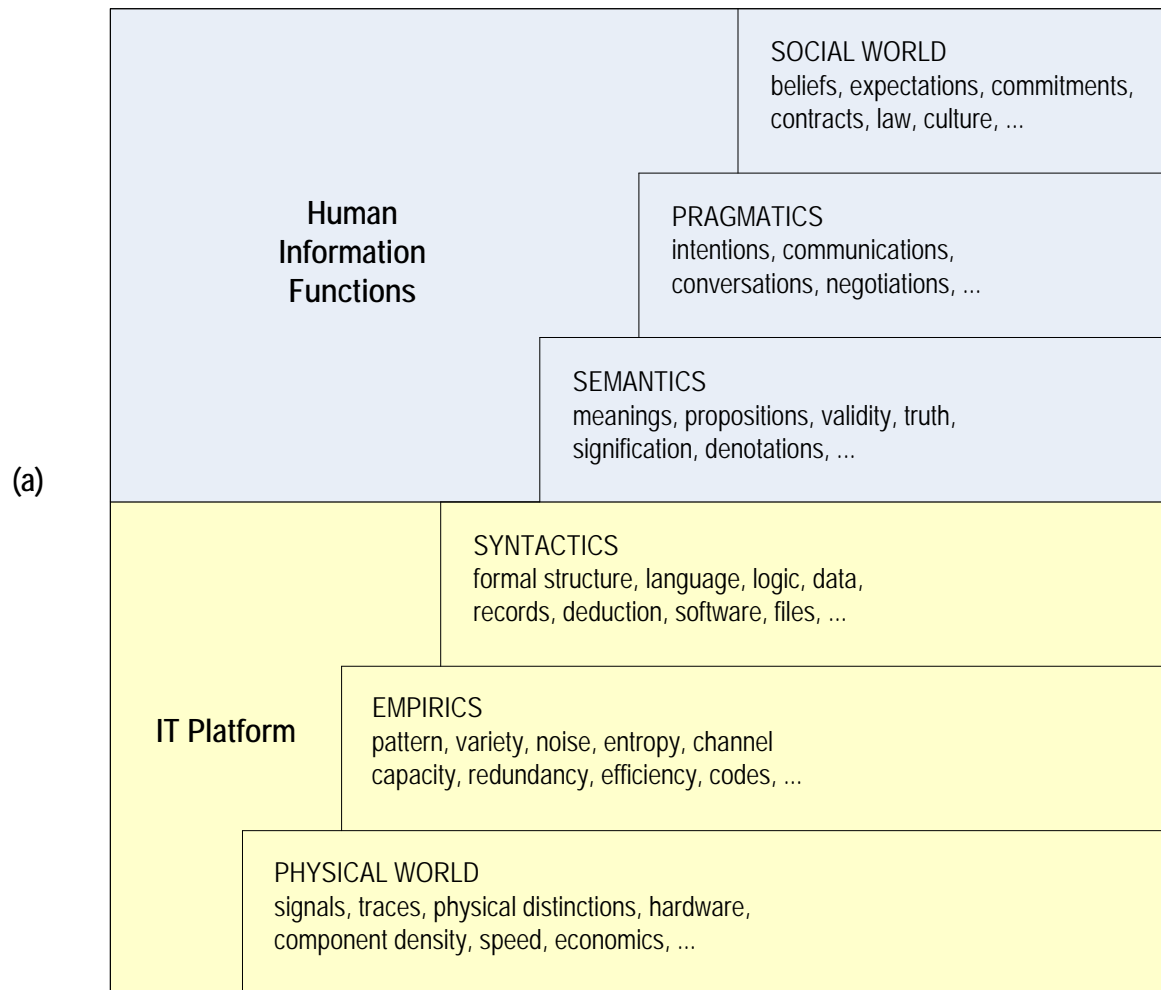 SOCIAL WORLD
beliefs, expectations, commitments,
contracts, law, culture, ...
Human
Information
Functions
PRAGMATICS
intentions, communications,
conversations, negotiations, ...
SEMANTICS
meanings, propositions, validity, truth,
signification, denotations, ...
(a)
SYNTACTICS
formal structure, language, logic, data,
records, deduction, software, files, ...
IT Platform
EMPIRICS
pattern, variety, noise, entropy, channel
capacity, redundancy, efficiency, codes, ...
PHYSICAL WORLD
signals, traces, physical distinctions, hardware,
component density, speed, economics, ...